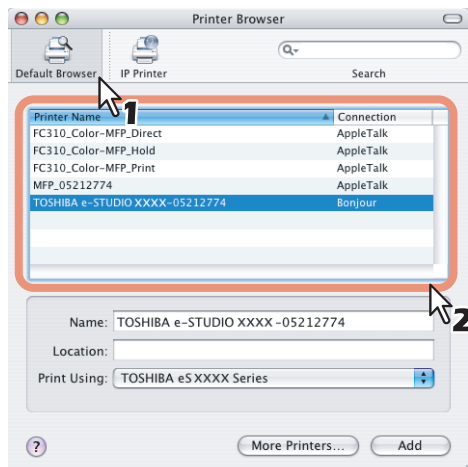 Printer Browser
Default Browser IP Printer Search
1
Printer Name Connection
FC310_Color-MFP_Direct AppleTalk
FC310_Color-MFP_Hold AppleTalk
FC310_Color-MFP_Print AppleTalk
MFP_05212774 AppleTalk
TOSHIBA e-STUDIO XXXX-05212774 Bonjour
2
Name: TOSHIBA e-STUDIO XXXX -05212774
Location:
Print Using: TOSHIBA eS XXXX Series
? More Printers... Add